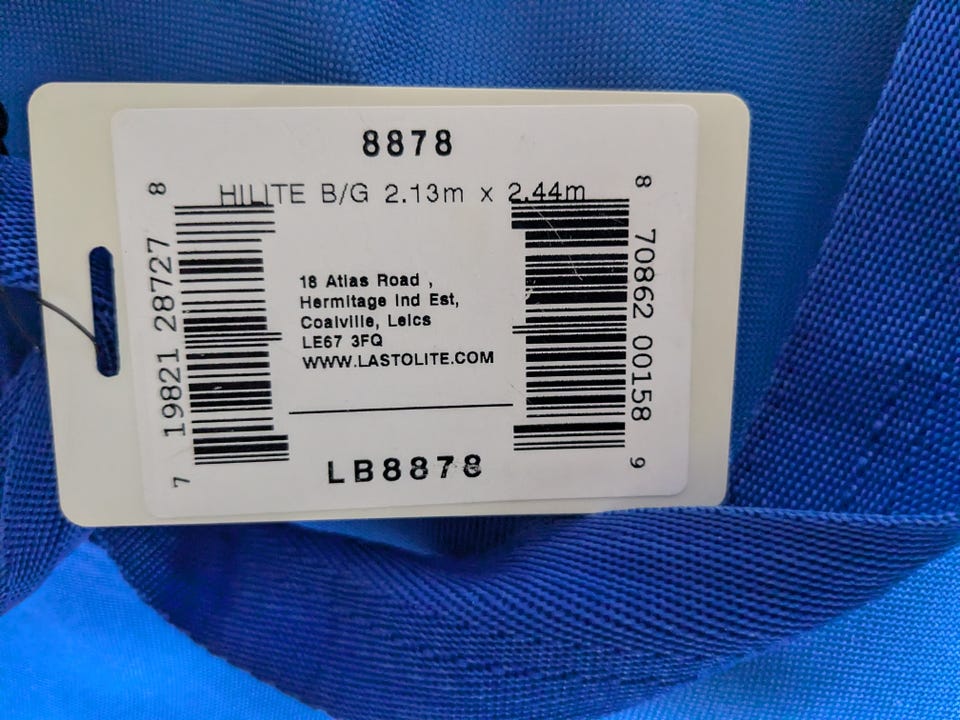 8878
HILITE B/G 2.13m x 2.44m
7 19821 28727 8
18 Atlas Road ,
Hermitage Ind Est,
Coalville, Leics
LE67 3FQ
WWW.LASTOLITE.COM
8 70862 00158 9
LB8878